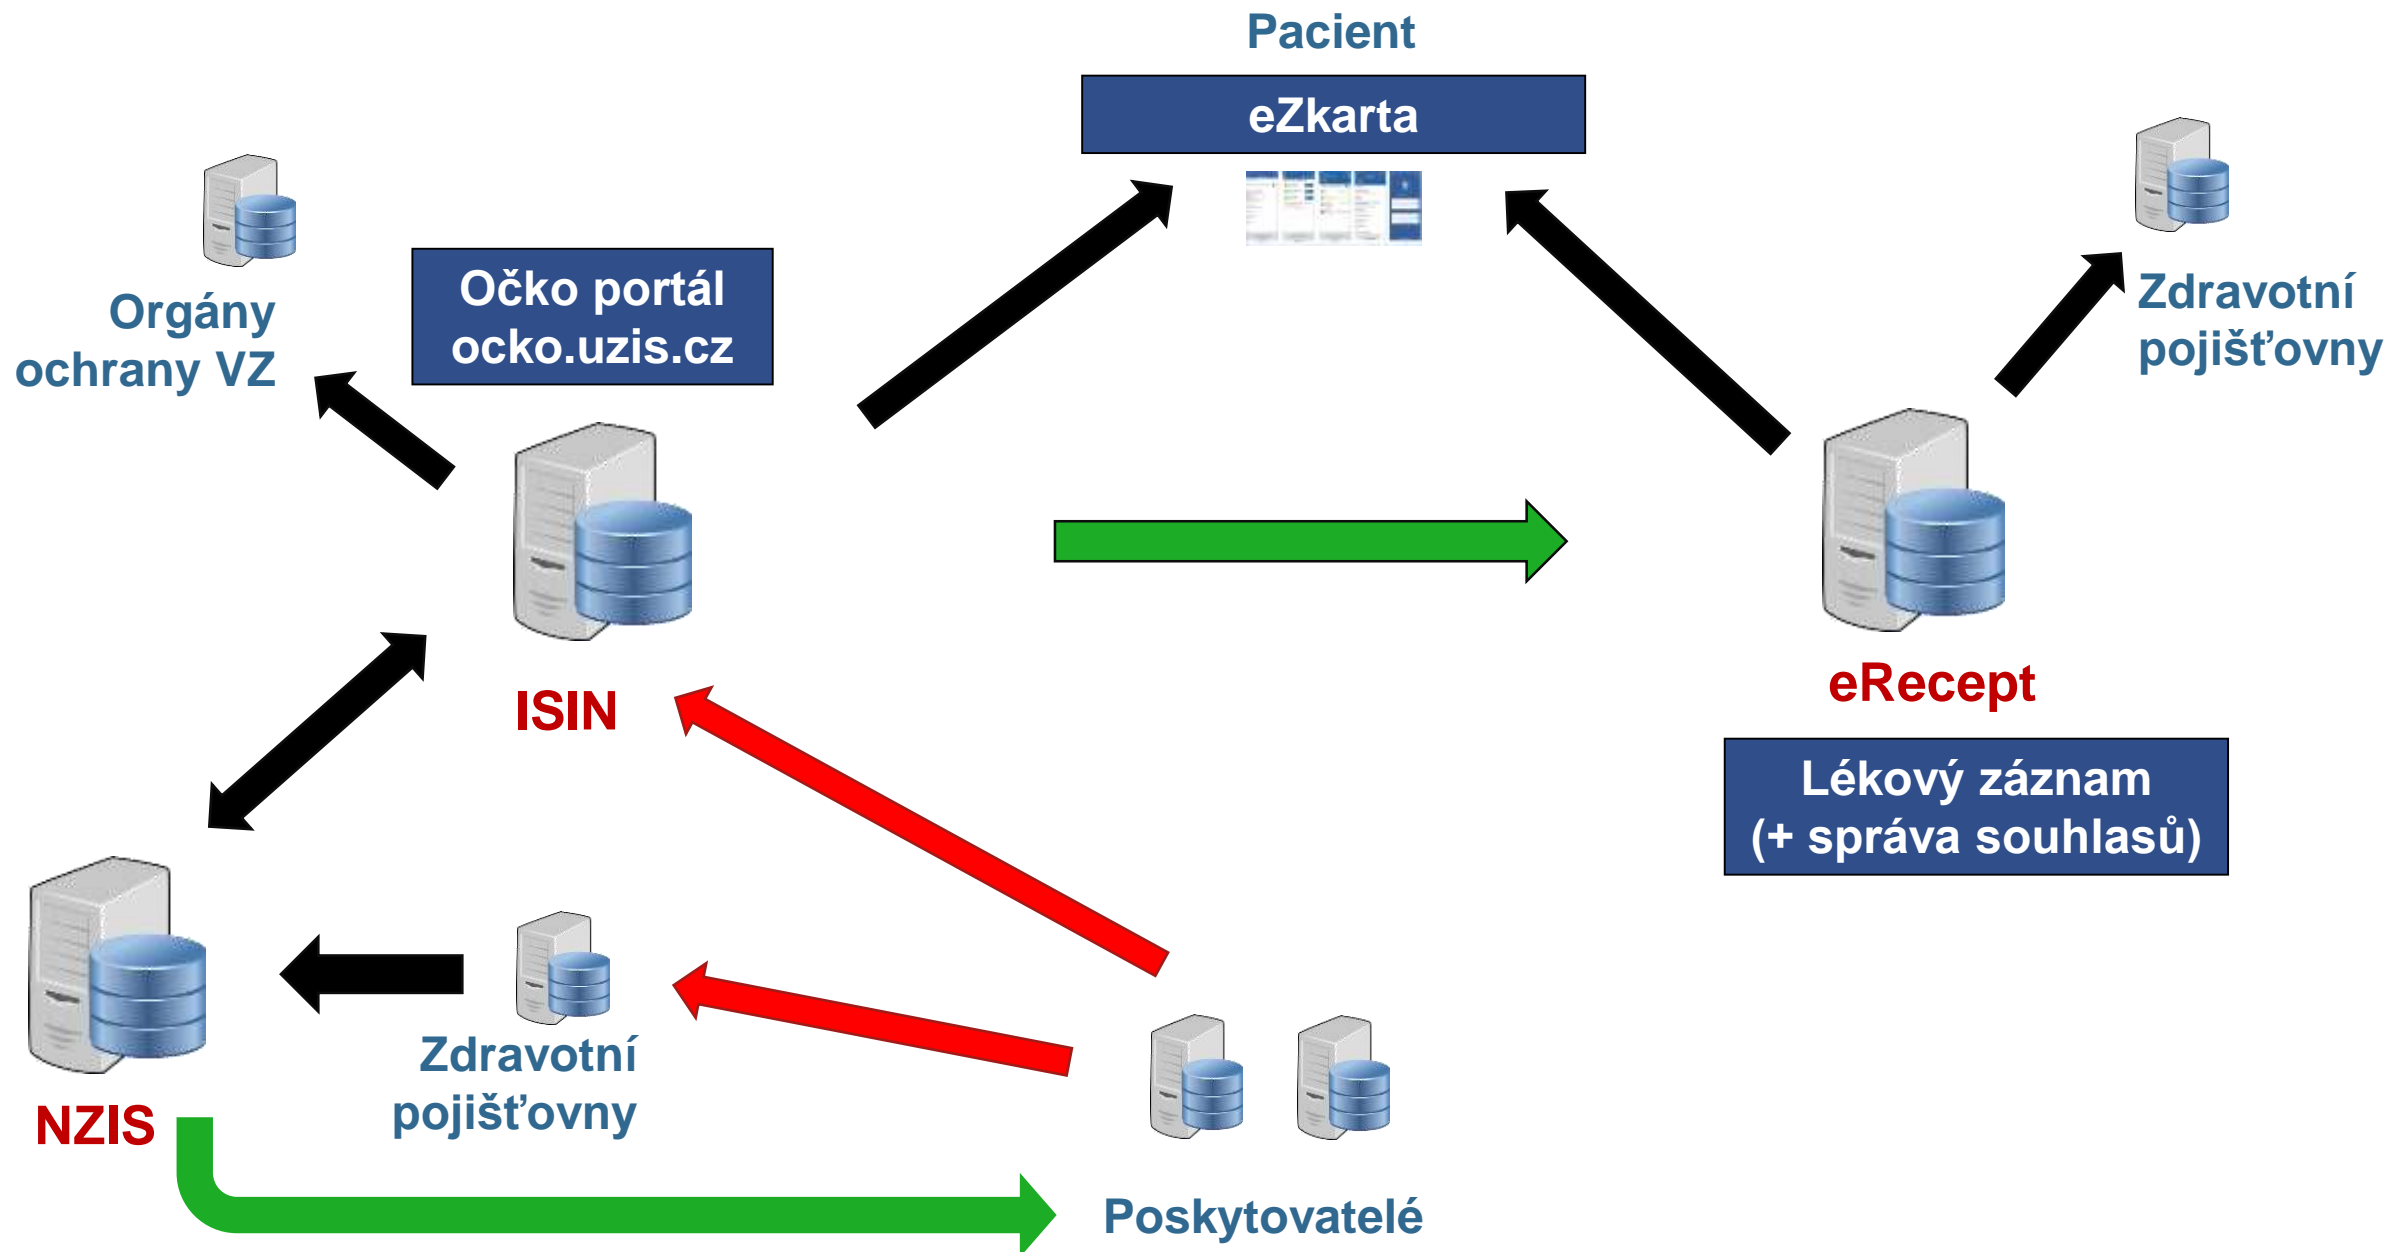 Pacient
eZkarta
Očko portál
ocko.uzis.cz
Orgány
ochrany VZ
Zdravotní
pojišťovny
ISIN
eRecept
Lékový záznam
(+ správa souhlasů)
NZIS
Zdravotní
pojišťovny
Poskytovatelé